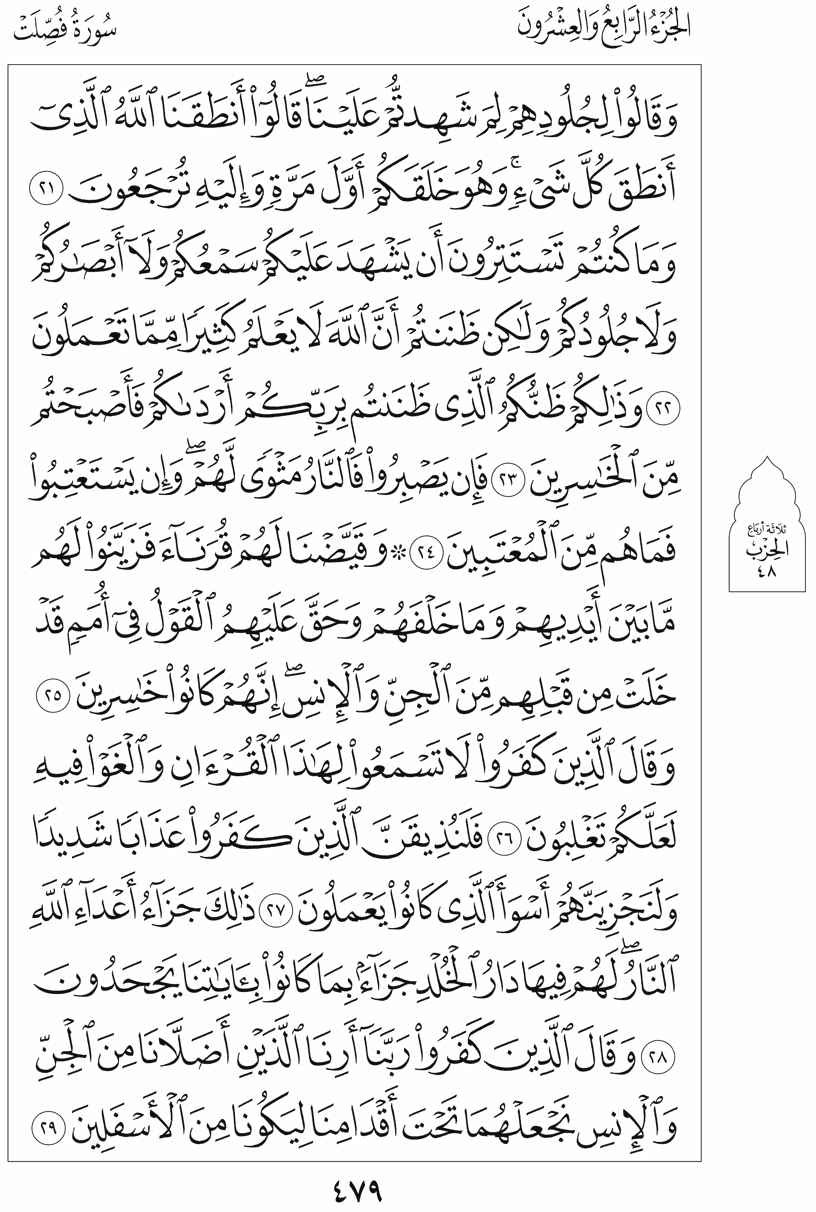 الجُزْءُ الرَّابِعُ وَالعِشْرُونَ
سُورَةُ فُصِّلَتْ
وَقَالُوا۟ لِجُلُودِهِمْ لِمَ شَهِدتُّمْ عَلَيْنَا ۖ قَالُوٓا۟ أَنطَقَنَا ٱللَّهُ ٱلَّذِىٓ
أَنطَقَ كُلَّ شَىْءٍۢ ۚ وَهُوَ خَلَقَكُمْ أَوَّلَ مَرَّةٍۢ وَإِلَيْهِ تُرْجَعُونَ ٢١
وَمَا كُنتُمْ تَسْتَتِرُونَ أَن يَشْهَدَ عَلَيْكُمْ سَمْعُكُمْ وَلَآ أَبْصَـٰرُكُمْ
وَلَا جُلُودُكُمْ وَلَـٰكِن ظَنَنتُمْ أَنَّ ٱللَّهَ لَا يَعْلَمُ كَثِيرًۭا مِّمَّا تَعْمَلُونَ
٢٢ وَذَٰلِكُمْ ظَنُّكُمُ ٱلَّذِى ظَنَنتُم بِرَبِّكُمْ أَرْدَىٰكُمْ فَأَصْبَحْتُم
مِّنَ ٱلْخَـٰسِرِينَ ٢٣ فَإِن يَصْبِرُوا۟ فَٱلنَّارُ مَثْوًۭى لَّهُمْ ۖ وَإِن يَسْتَعْتِبُوا۟
فَمَا هُم مِّنَ ٱلْمُعْتَبِينَ ٢٤ * وَقَيَّضْنَا لَهُمْ قُرَنَآءَ فَزَيَّنُوا۟ لَهُم
مَّا بَيْنَ أَيْدِيهِمْ وَمَا خَلْفَهُمْ وَحَقَّ عَلَيْهِمُ ٱلْقَوْلُ فِىٓ أُمَمٍۢ قَدْ
خَلَتْ مِن قَبْلِهِم مِّنَ ٱلْجِنِّ وَٱلْإِنسِ ۖ إِنَّهُمْ كَانُوا۟ خَـٰسِرِينَ ٢٥
وَقَالَ ٱلَّذِينَ كَفَرُوا۟ لَا تَسْمَعُوا۟ لِهَـٰذَا ٱلْقُرْءَانِ وَٱلْغَوْا۟ فِيهِ
لَعَلَّكُمْ تَغْلِبُونَ ٢٦ فَلَنُذِيقَنَّ ٱلَّذِينَ كَفَرُوا۟ عَذَابًۭا شَدِيدًۭا
وَلَنَجْزِيَنَّهُمْ أَسْوَأَ ٱلَّذِى كَانُوا۟ يَعْمَلُونَ ٢٧ ذَٰلِكَ جَزَآءُ أَعْدَآءِ ٱللَّهِ
ٱلنَّارُ ۖ لَهُمْ فِيهَا دَارُ ٱلْخُلْدِ جَزَآءًۢ بِمَا كَانُوا۟ بِـَٔايَـٰتِنَا يَجْحَدُونَ
٢٨ وَقَالَ ٱلَّذِينَ كَفَرُوا۟ رَبَّنَآ أَرِنَا ٱلَّذَيْنِ أَضَلَّانَا مِنَ ٱلْجِنِّ
وَٱلْإِنسِ نَجْعَلْهُمَا تَحْتَ أَقْدَامِنَا لِيَكُونَا مِنَ ٱلْأَسْفَلِينَ ٢٩
ثلاثة أرباع
الحِزْب
٤٨
٤٧٩